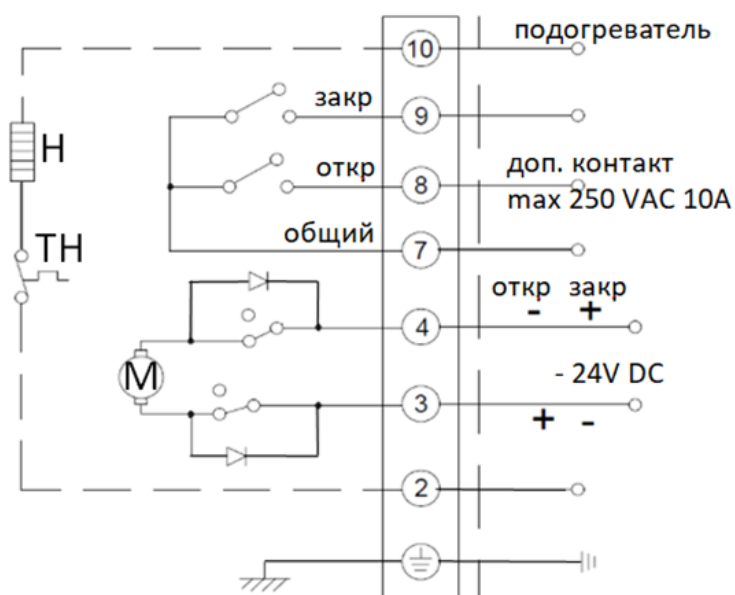 10
подогреватель
закр
9
H
откр
8
доп. контакт
max 250 VAC 10A
общий
7
TH
откр закр
- +
4
M
- 24V DC
3
+ -
2